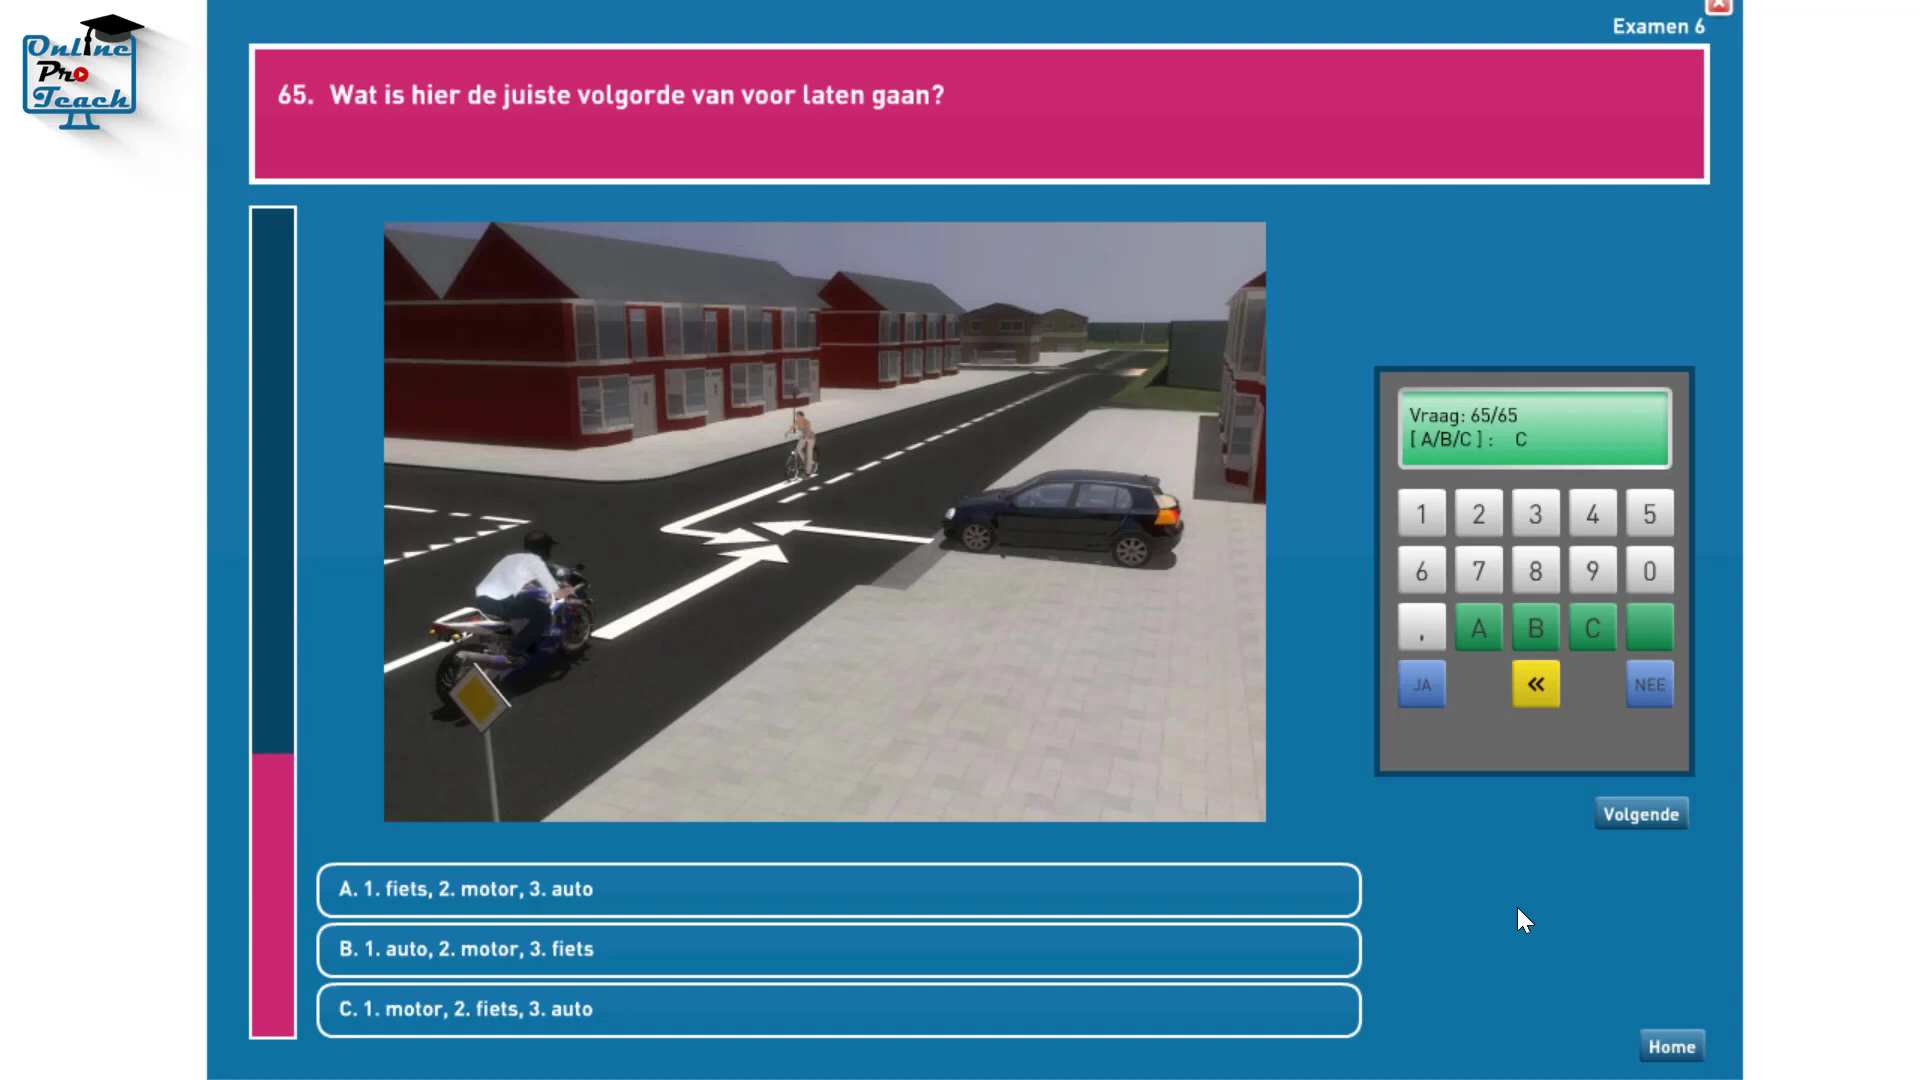 Online
Pro
Teach
Examen 6
65. Wat is hier de juiste volgorde van voor laten gaan?
Vraag: 65/65
[ A/B/C ] : C
1 2 3 4 5
6 7 8 9 0
, A B C
JA « NEE
Volgende
A. 1. fiets, 2. motor, 3. auto
B. 1. auto, 2. motor, 3. fiets
C. 1. motor, 2. fiets, 3. auto
Home